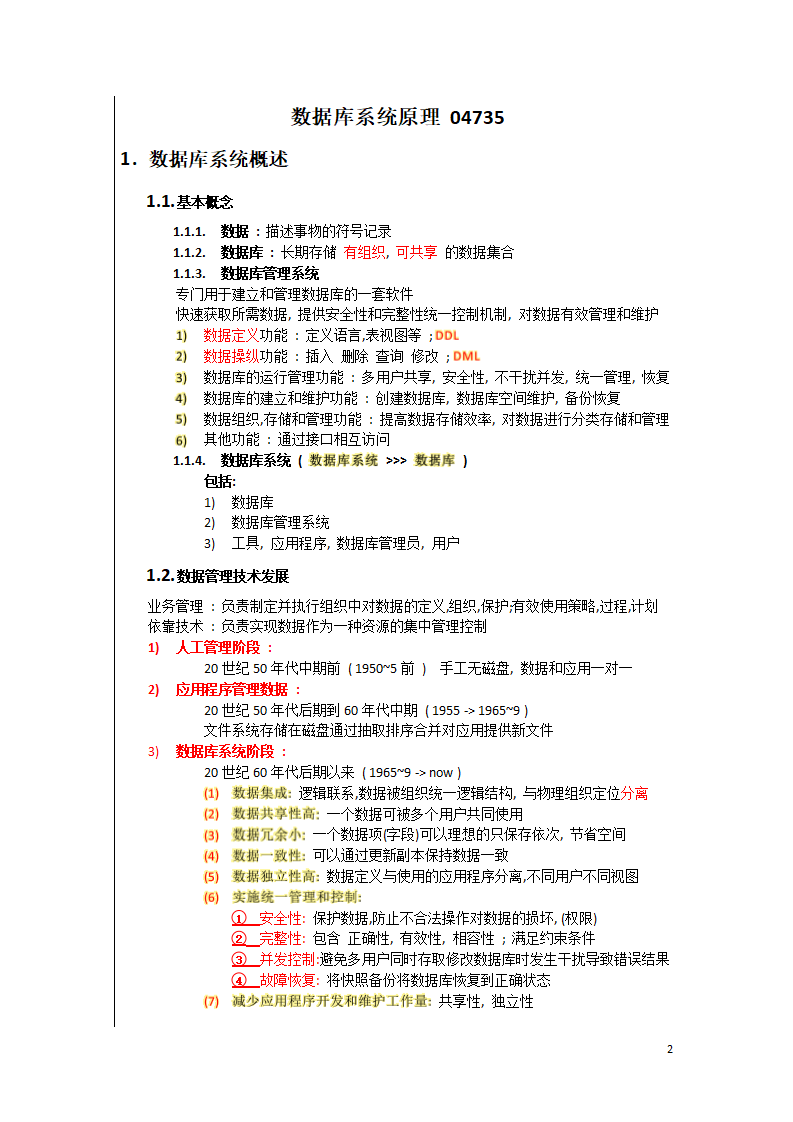 数据库系统原理 04735
1. 数据库系统概述
1.1. 基本概念
1.1.1. 数据 : 描述事物的符号记录
1.1.2. 数据库 : 长期存储 有组织, 可共享 的数据集合
1.1.3. 数据库管理系统
专门用于建立和管理数据库的一套软件
快速获取所需数据, 提供安全性和完整性统一控制机制, 对数据有效管理和维护
1) 数据定义功能 : 定义语言,表视图等 ; DDL
2) 数据操纵功能 : 插入 删除 查询 修改 ; DML
3) 数据库的运行管理功能 : 多用户共享, 安全性, 不干扰并发, 统一管理, 恢复
4) 数据库的建立和维护功能 : 创建数据库, 数据库空间维护, 备份恢复
5) 数据组织,存储和管理功能 : 提高数据存储效率, 对数据进行分类存储和管理
6) 其他功能 : 通过接口相互访问
1.1.4. 数据库系统 ( 数据库系统 >>> 数据库 )
包括:
1) 数据库
2) 数据库管理系统
3) 工具, 应用程序, 数据库管理员, 用户
1.2. 数据管理技术发展
业务管理 : 负责制定并执行组织中对数据的定义,组织,保护;有效使用策略,过程,计划
依靠技术 : 负责实现数据作为一种资源的集中管理控制
1) 人工管理阶段 :
20 世纪 50 年代中期前 ( 1950~5 前 ) 手工无磁盘, 数据和应用一对一
2) 应用程序管理数据 :
20 世纪 50 年代后期到 60 年代中期 ( 1955 -> 1965~9 )
文件系统存储在磁盘通过抽取排序合并对应用提供新文件
3) 数据库系统阶段 :
20 世纪 60 年代后期以来 ( 1965~9 -> now )
(1) 数据集成: 逻辑联系,数据被组织统一逻辑结构, 与物理组织定位分离
(2) 数据共享性高: 一个数据可被多个用户共同使用
(3) 数据冗余小: 一个数据项(字段)可以理想的只保存依次, 节省空间
(4) 数据一致性: 可以通过更新副本保持数据一致
(5) 数据独立性高: 数据定义与使用的应用程序分离,不同用户不同视图
(6) 实施统一管理和控制:
① 安全性: 保护数据,防止不合法操作对数据的损坏, (权限)
② 完整性: 包含 正确性, 有效性, 相容性 ; 满足约束条件
③ 并发控制:避免多用户同时存取修改数据库时发生干扰导致错误结果
④ 故障恢复: 将快照备份将数据库恢复到正确状态
(7) 减少应用程序开发和维护工作量: 共享性, 独立性
2